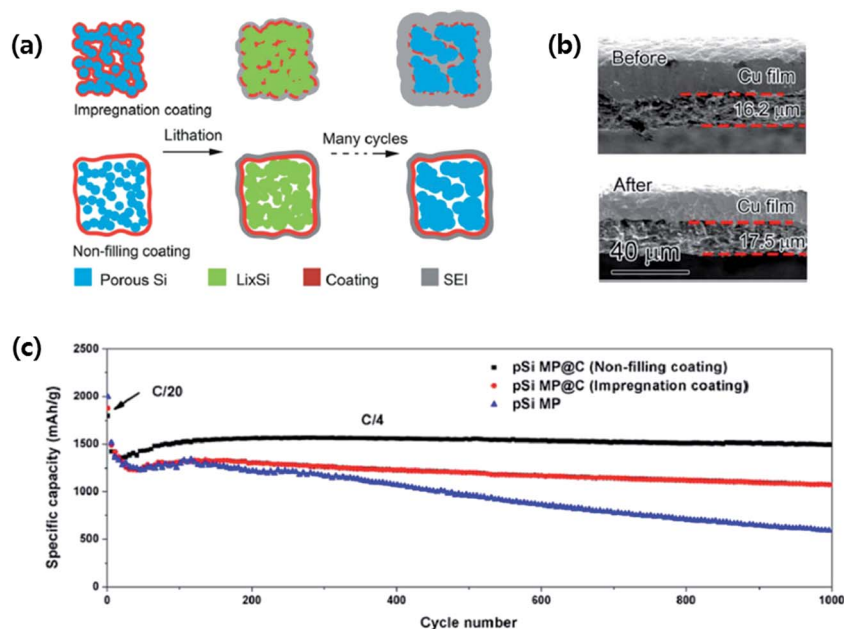 (a)
Impregnation coating
Lithation
Many cycles
Non-filling coating
Porous Si
LixSi
Coating
SEI
(b)
Before
Cu film
16.2 μm
After
Cu film
17.5 μm
40 μm
(c)
2500
2000
1500
1000
500
0
Specific capacity (mAh/g)
C/20
C/4
pSi MP@C (Non-filling coating)
pSi MP@C (Impregnation coating)
pSi MP
0
200
400
600
800
1000
Cycle number